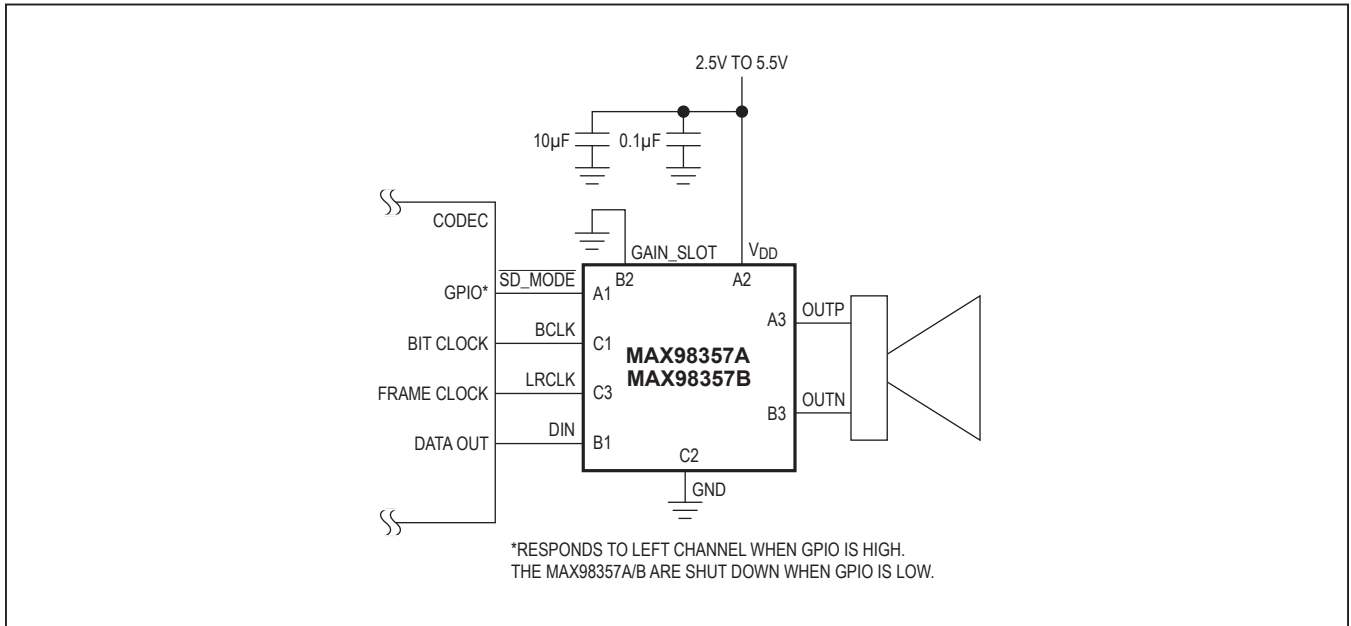 2.5V TO 5.5V
10µF
0.1µF
CODEC
GAIN_SLOT
VDD
SD_MODE
B2
A2
GPIO*
A1
A3
OUTP
BIT CLOCK
BCLK
C1
MAX98357A
MAX98357B
FRAME CLOCK
LRCLK
C3
B3
OUTN
DATA OUT
DIN
B1
C2
GND
*RESPONDS TO LEFT CHANNEL WHEN GPIO IS HIGH.
THE MAX98357A/B ARE SHUT DOWN WHEN GPIO IS LOW.